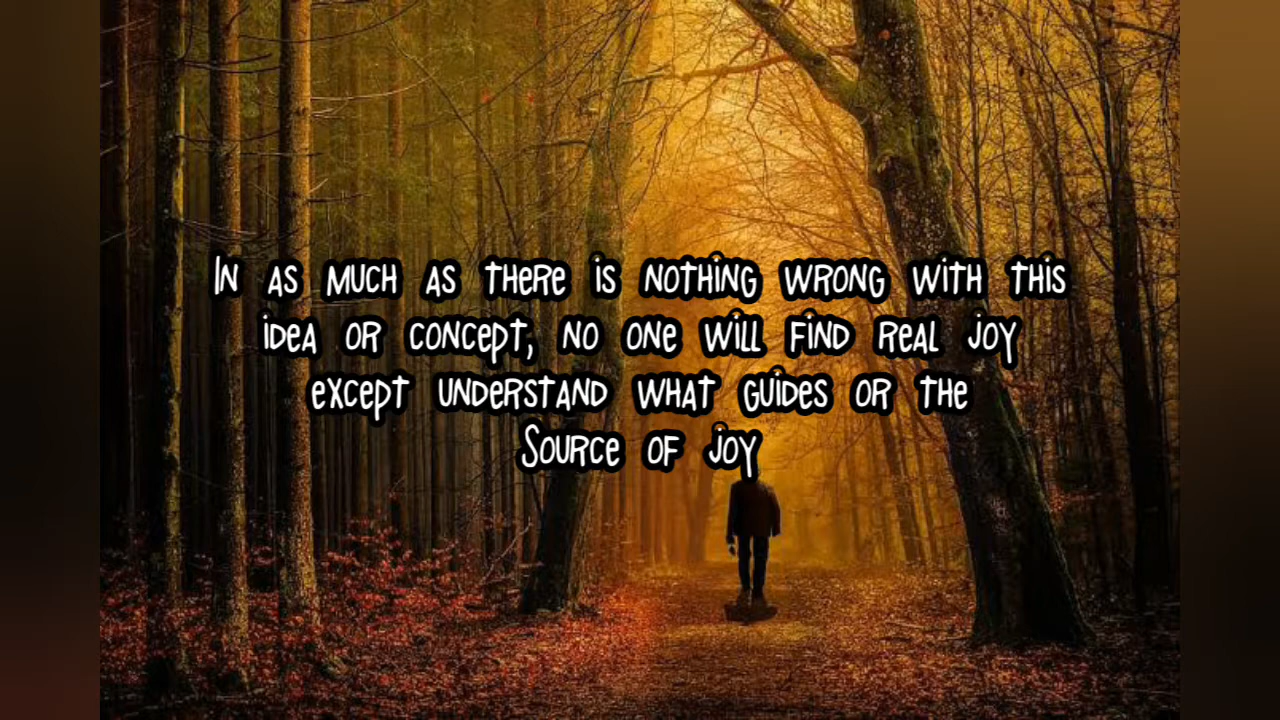 In as much as there is nothing wrong with this
idea or concept, no one will find real joy
except understand what guides or the
Source of joy